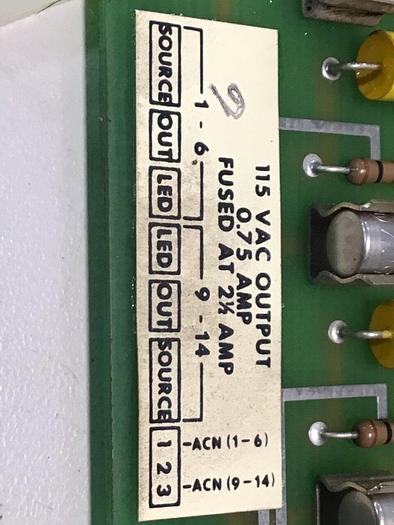 115 VAC OUTPUT
0.75 AMP
FUSED AT 2½ AMP
1 - 6
9 - 14
SOURCE OUT LED LED OUT SOURCE 1 2 3
-ACN (1-6)
-ACN (9-14)